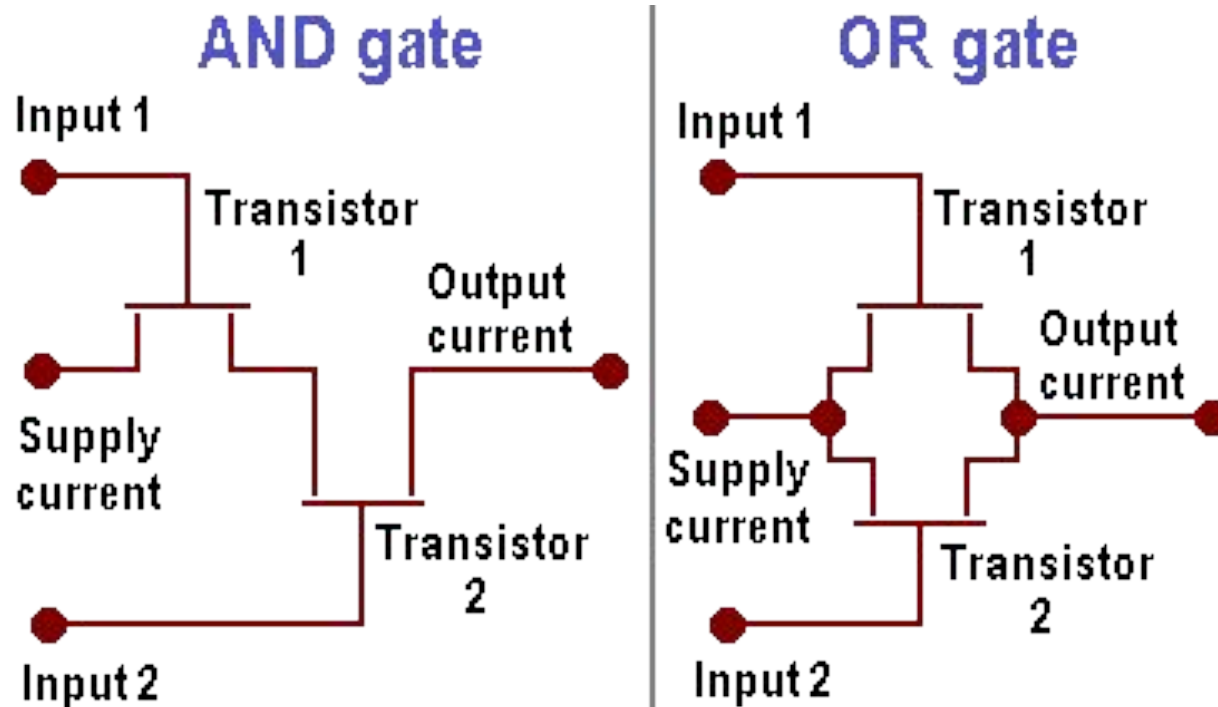 AND gate
Input 1
Transistor
1
Output
current
Supply
current
Transistor
2
Input 2
OR gate
Input 1
Transistor
1
Output
current
Supply
current
Transistor
2
Input 2